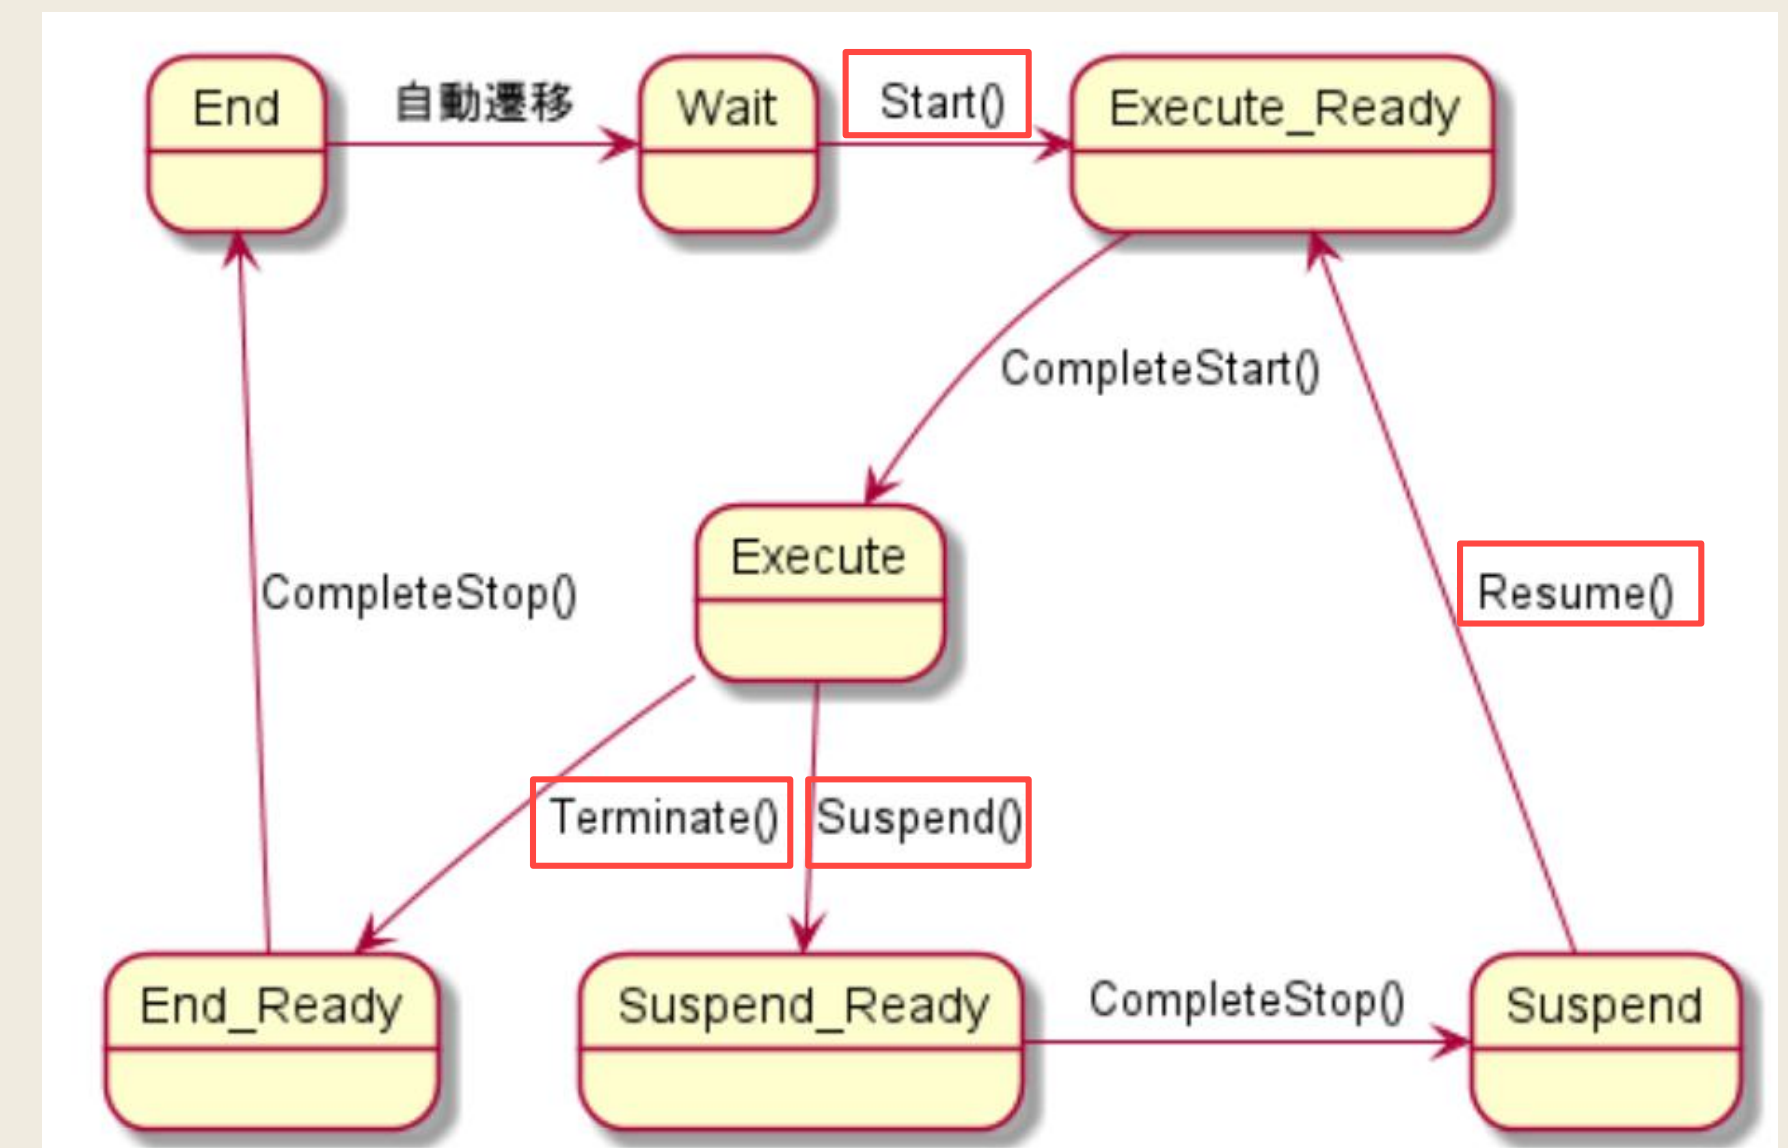 End
自動遷移
Wait
Start()
Execute_Ready
CompleteStart()
Execute
CompleteStop()
Resume()
Terminate()
Suspend()
End_Ready
Suspend_Ready
CompleteStop()
Suspend